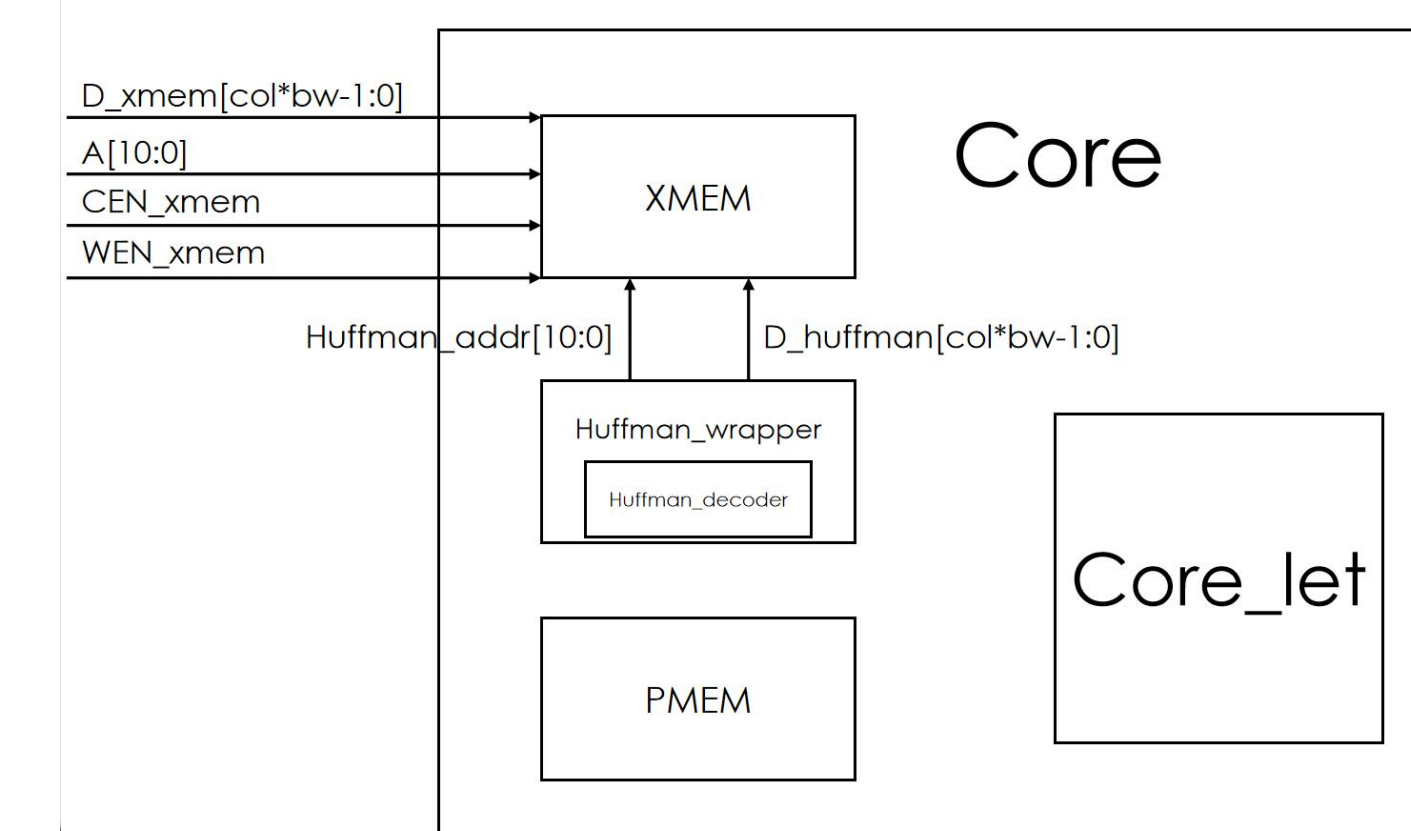 D_xmem[col*bw-1:0]
A[10:0]
CEN_xmem
WEN_xmem
XMEM
Core
Huffman_addr[10:0]
D_huffman[col*bw-1:0]
Huffman_wrapper
Huffman_decoder
Core_let
PMEM